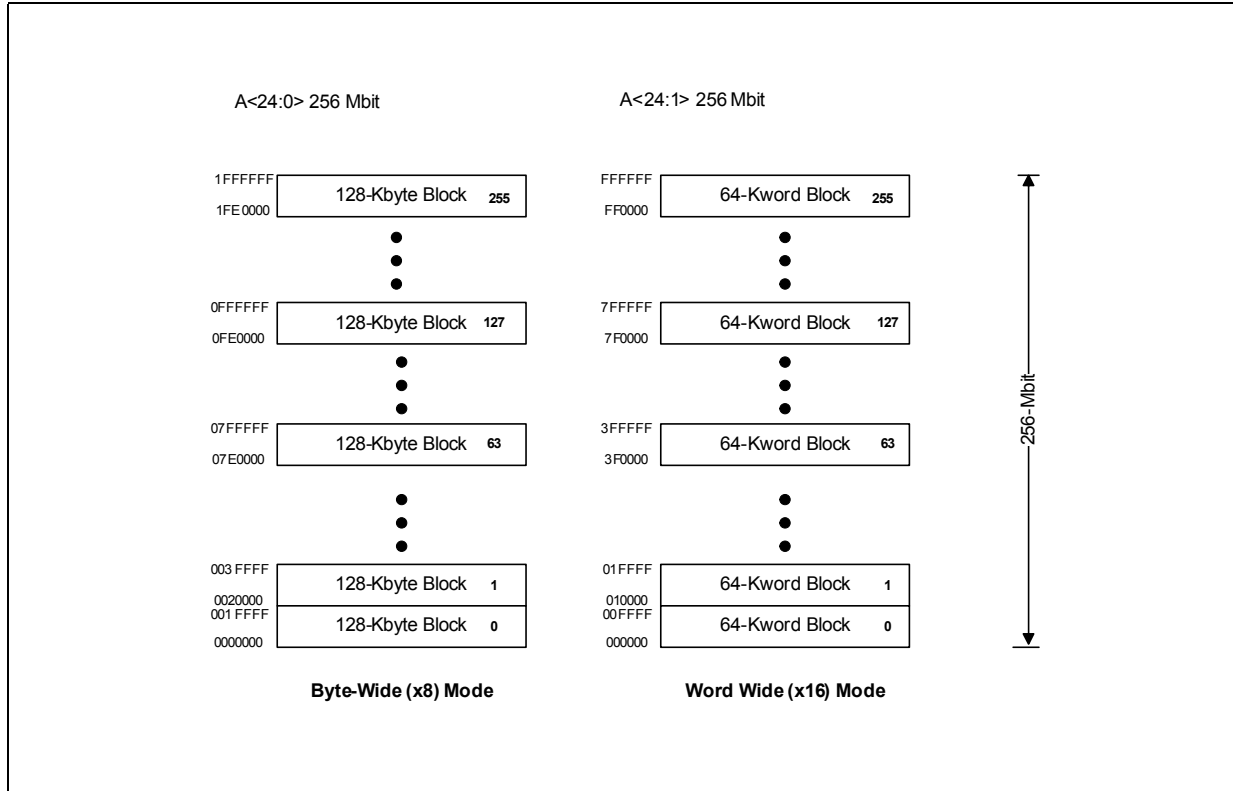 A<24:0> 256 Mbit
A<24:1> 256 Mbit
1FFFFFF
128-Kbyte Block 255
1FE0000
FFFFFF
64-Kword Block 255
FF0000
0FFFFFF
128-Kbyte Block 127
0FE0000
7FFFFF
64-Kword Block 127
7F0000
07FFFFF
128-Kbyte Block 63
07E0000
3FFFFF
64-Kword Block 63
3F0000
003FFFF
128-Kbyte Block 1
0020000
01FFFF
64-Kword Block 1
010000
001FFFF
128-Kbyte Block 0
0000000
00FFFF
64-Kword Block 0
000000
256-Mbit
Byte-Wide (x8) Mode
Word Wide (x16) Mode